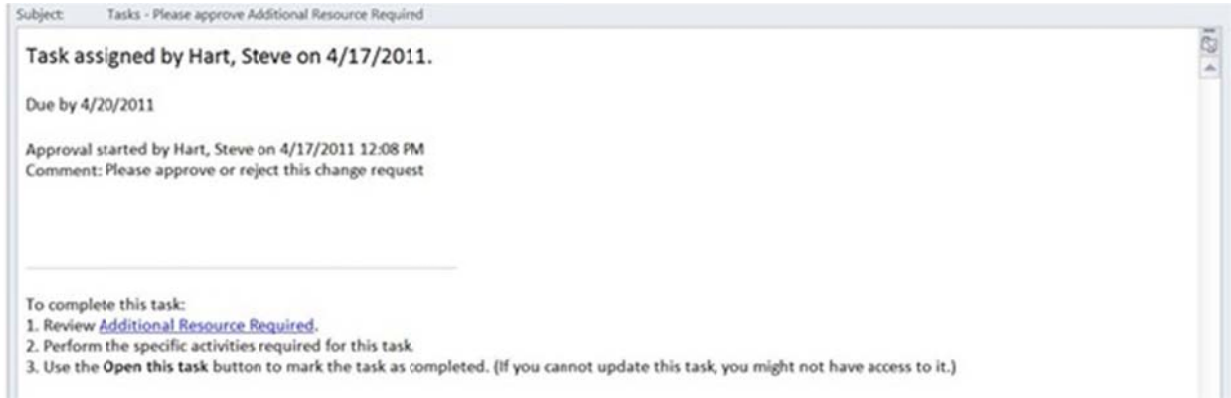 Subject: Tasks - Please approve Additional Resource Required
Task assigned by Hart, Steve on 4/17/2011.
Due by 4/20/2011
Approval started by Hart, Steve on 4/17/2011 12:08 PM
Comment: Please approve or reject this change request
To complete this task:
1. Review Additional Resource Required.
2. Perform the specific activities required for this task
3. Use the Open this task button to mark the task as completed. (If you cannot update this task, you might not have access to it.)